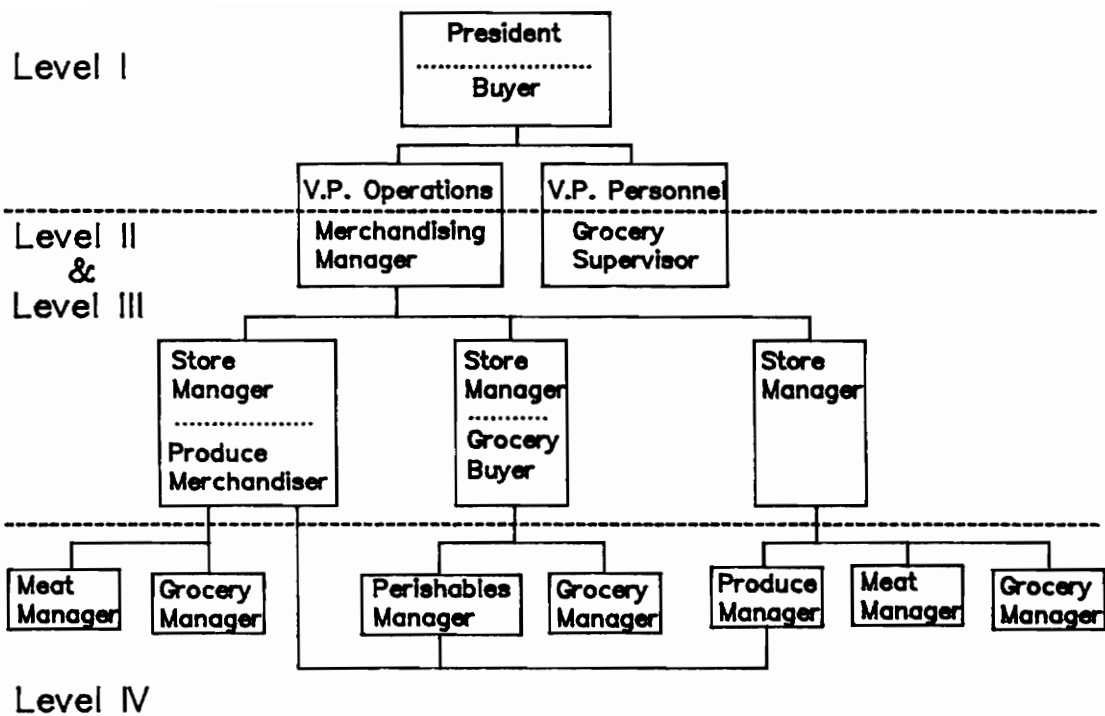 Level I
President
Buyer
V.P. Operations
V.P. Personnel
Level II
&
Level III
Merchandising
Manager
Grocery
Supervisor
Store
Manager
Produce
Merchandiser
Store
Manager
Grocery
Buyer
Store
Manager
Meat
Manager
Grocery
Manager
Perishables
Manager
Grocery
Manager
Produce
Manager
Meat
Manager
Grocery
Manager
Level IV